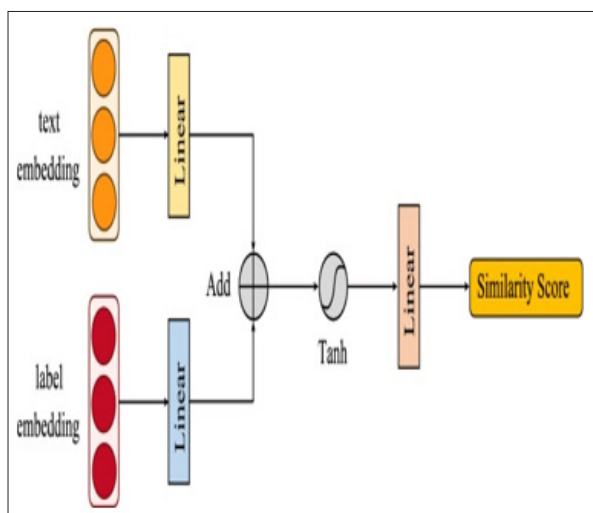 text
embedding
Linear
Add
Tanh
Linear
Similarity Score
label
embedding
Linear